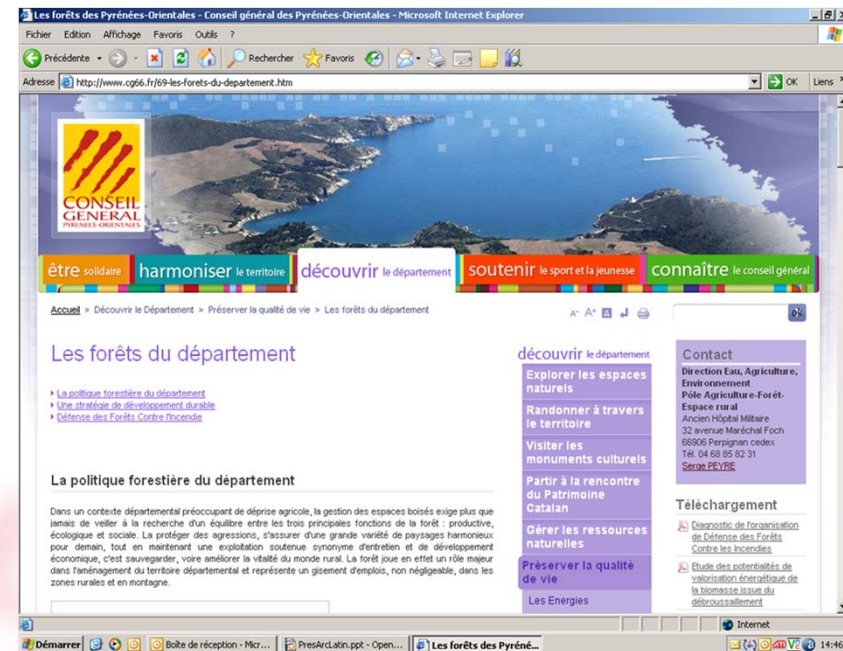 Les forêts des Pyrénées-Orientales - Conseil général des Pyrénées-Orientales - Microsoft Internet Explorer
Fichier Edition Affichage Favoris Outils ?
Précédente Rechercher Favoris
Adresse http://www.cg66.fr/69-les-forets-du-departement.htm OK Liens
CONSEIL
GENERAL
PYRENEES-ORIENTALES
être solidaire harmoniser le territoire découvrir le département soutenir le sport et la jeunesse connaître le conseil général
Accueil > Découvrir le Département > Préserver la qualité de vie > Les forêts du département
A- A+ A ok
Les forêts du département
La politique forestière du département
Une stratégie de développement durable
Défense des Forêts Contre l'Incendie
La politique forestière du département
Dans un contexte départemental préoccupant de déprise agricole, la gestion des espaces boisés exige plus que
jamais de veiller à la recherche d'un équilibre entre les trois principales fonctions de la forêt : productive,
écologique et sociale. La protéger des agressions, s'assurer d'une grande variété de paysages harmonieux
pour demain, tout en maintenant une exploitation soutenue synonyme d'entretien et de développement
économique, c'est sauvegarder, voire améliorer la vitalité du monde rural. La forêt joue en effet un rôle majeur
dans l'aménagement du territoire départemental et représente un gisement d'emplois, non négligeable, dans les
zones rurales et en montagne.
découvrir le département
Explorer les espaces
naturels
Randonner à travers
le territoire
Visiter les
monuments culturels
Partir à la rencontre
du Patrimoine
Catalan
Gérer les ressources
naturelles
Préserver la qualité
de vie
Les Energies
Contact
Direction Eau, Agriculture,
Environnement
Pôle Agriculture-Forêt-
Espace rural
Ancien Hôpital Militaire
32 avenue Maréchal Foch
66906 Perpignan cedex
Tél. 04 68 85 82 31
Serge PEYRE
Téléchargement
Diagnostic de l'organisation
de Défense des Forêts
Contre les Incendies
Etude des potentialités de
valorisation énergétique de
la biomasse issue du
débroussaillement
Internet
Démarrer Boîte de réception - Micr... PresArcLatin.ppt - Open... Les forêts des Pyréné... 14:46